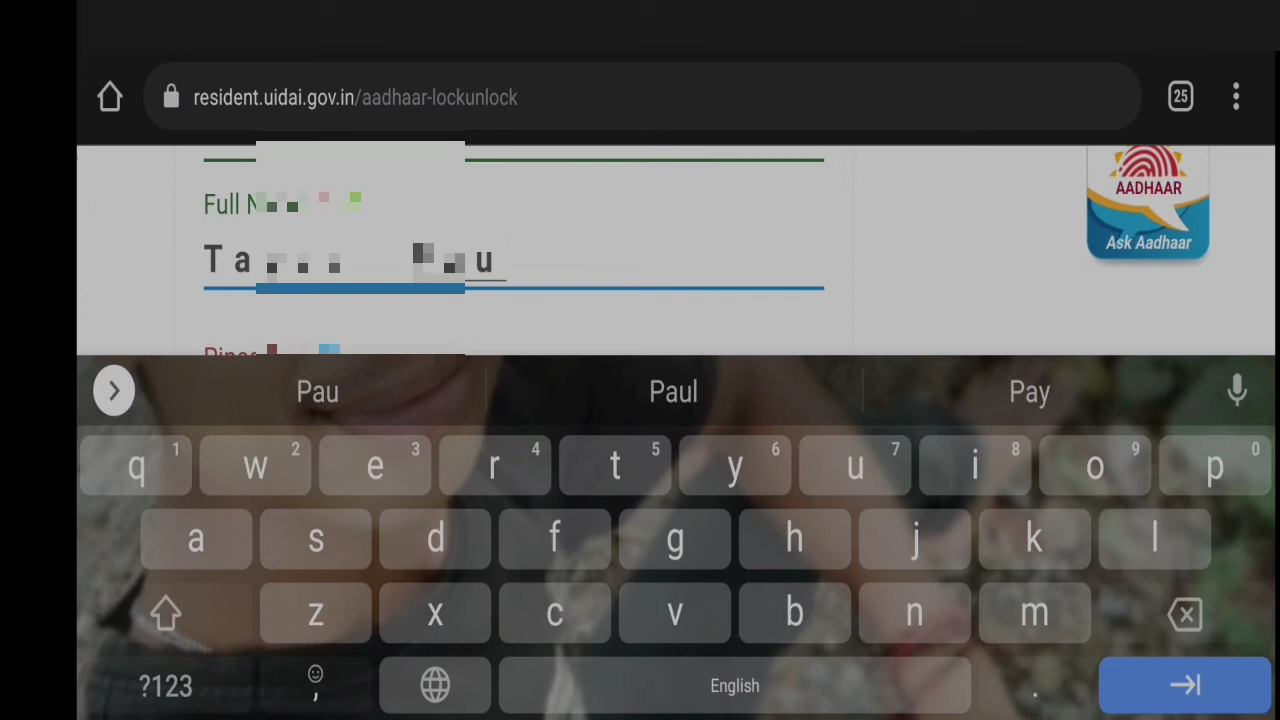 resident.uidai.gov.in/aadhaar-lockunlock
25
Full
AADHAAR
Ask Aadhaar
Pau Paul Pay
q 1 w 2 e 3 r 4 t 5 y 6 u 7 i 8 o 9 p 0
a s d f g h j k l
z x c v b n m
?123 , English .